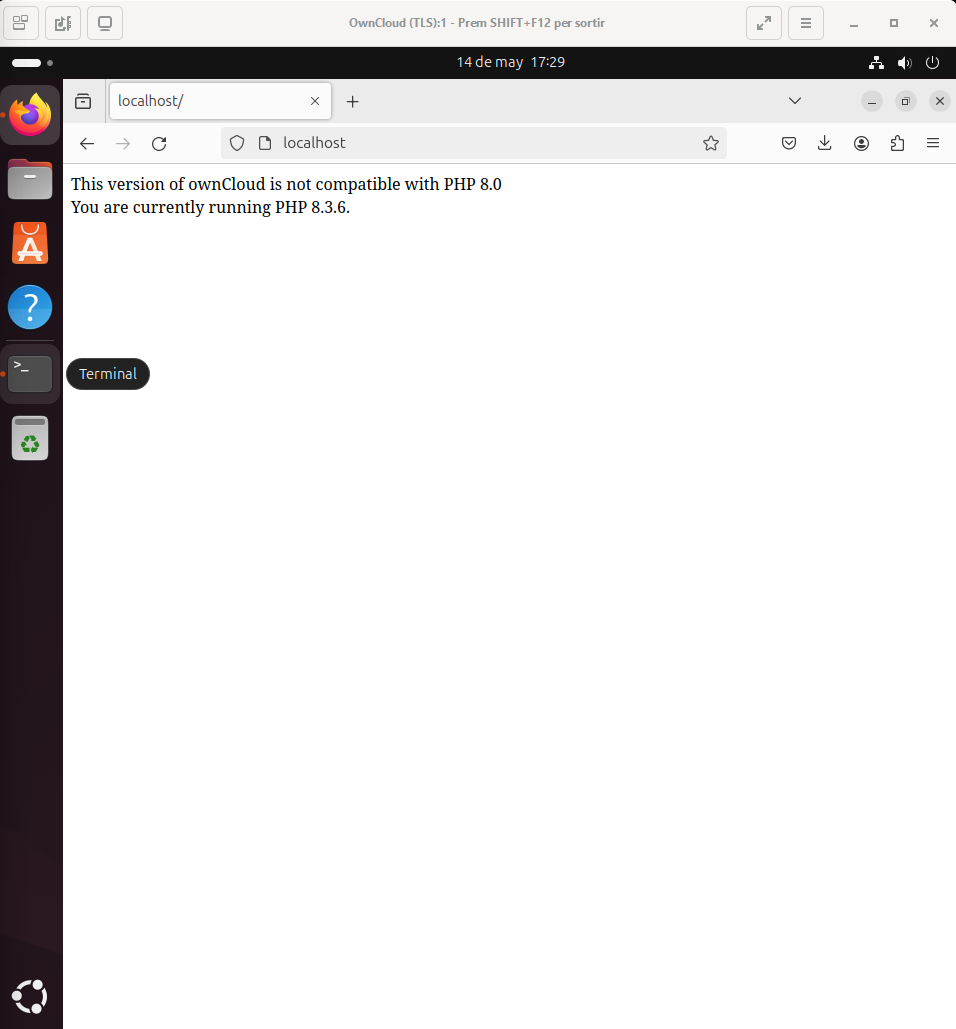 OwnCloud (TLS):1 - Prem SHIFT+F12 per sortir
14 de may 17:29
localhost/
localhost
This version of ownCloud is not compatible with PHP 8.0
You are currently running PHP 8.3.6.
>_
Terminal